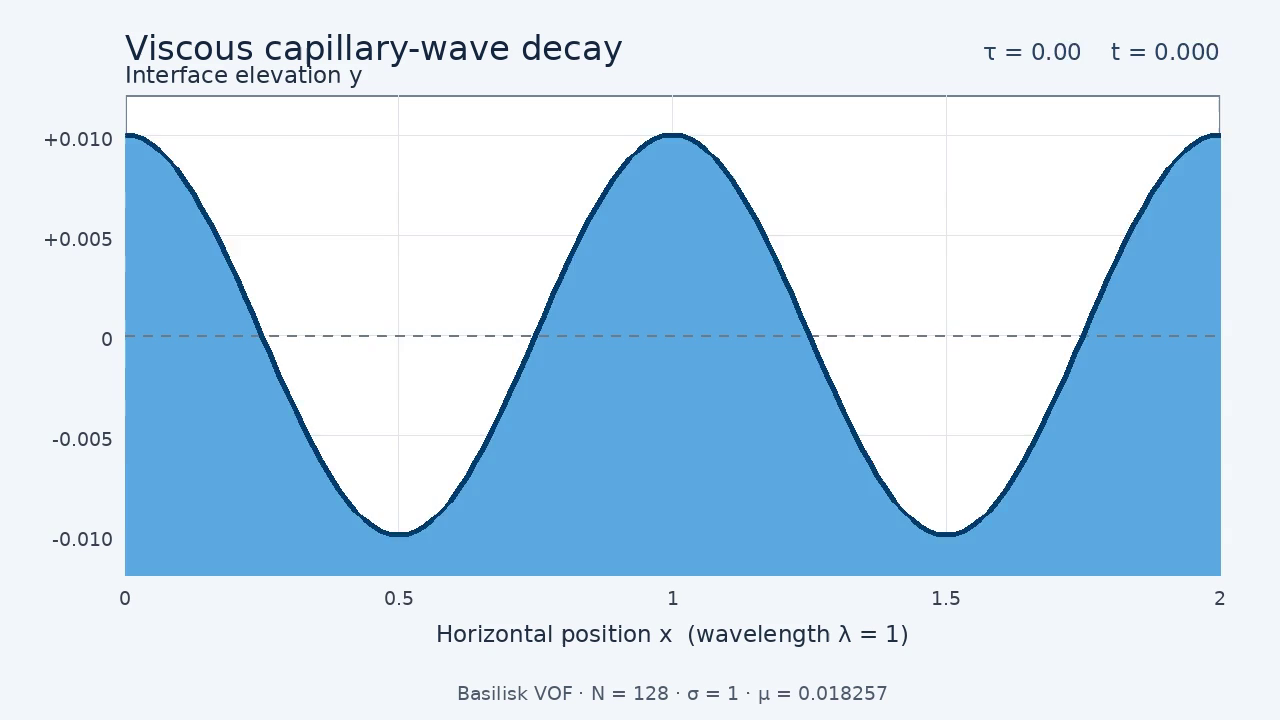 Viscous capillary-wave decay
τ = 0.00 t = 0.000
Interface elevation y
+0.010
+0.005
0
-0.005
-0.010
0 0.5 1 1.5 2
Horizontal position x (wavelength λ = 1)
Basilisk VOF · N = 128 · σ = 1 · μ = 0.018257